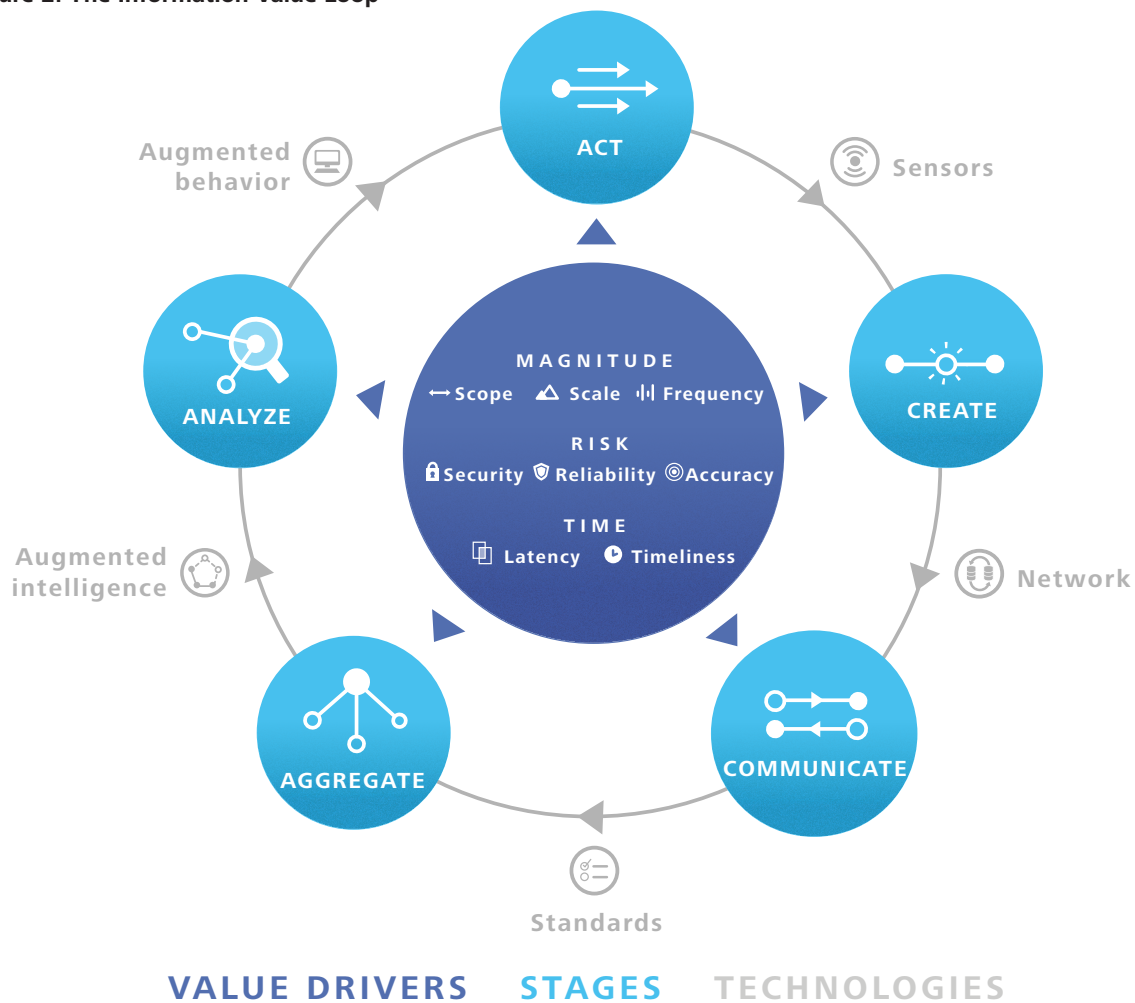 ACT
Augmented
behavior
Sensors
MAGNITUDE
Scope Scale Frequency
ANALYZE
CREATE
RISK
Security Reliability Accuracy
TIME
Latency Timeliness
Augmented
intelligence
Network
AGGREGATE
COMMUNICATE
Standards
VALUE DRIVERS STAGES TECHNOLOGIES